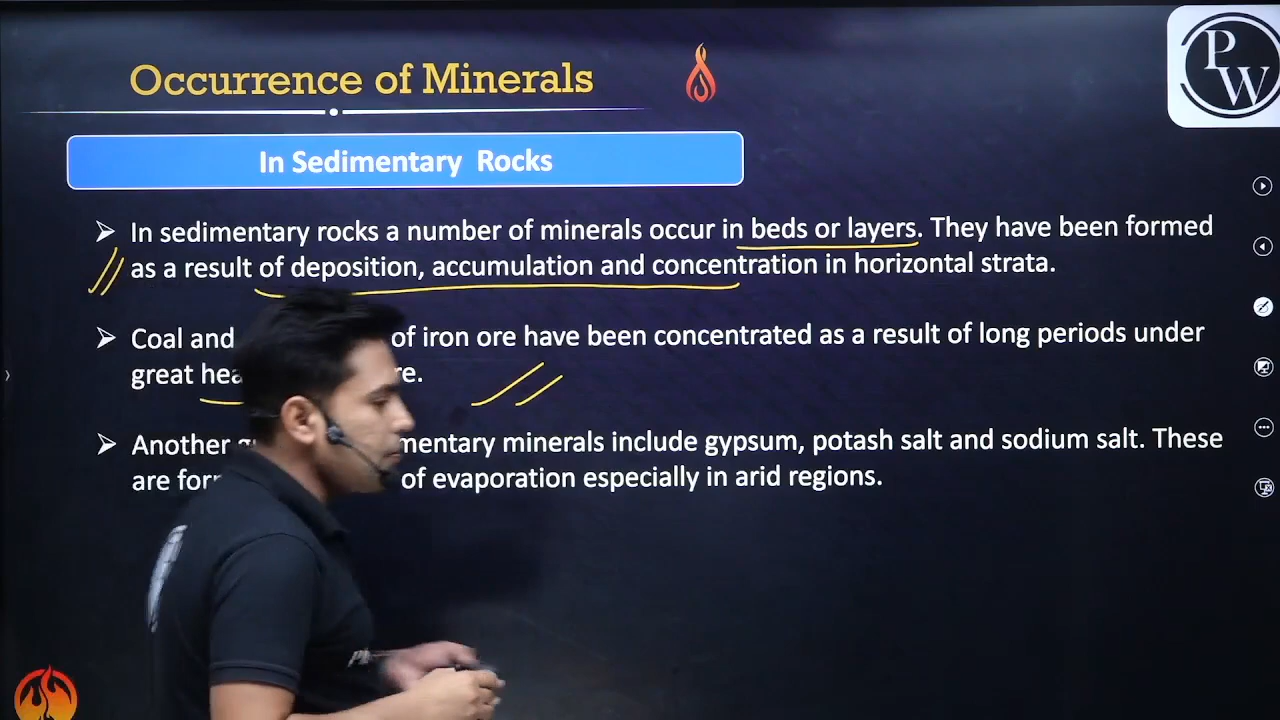 Occurrence of Minerals
PW
In Sedimentary Rocks
➢ In sedimentary rocks a number of minerals occur in beds or layers. They have been formed
as a result of deposition, accumulation and concentration in horizontal strata.
➢ Coal and of iron ore have been concentrated as a result of long periods under
great
➢ Another minerals include gypsum, potash salt and sodium salt. These
are of evaporation especially in arid regions.